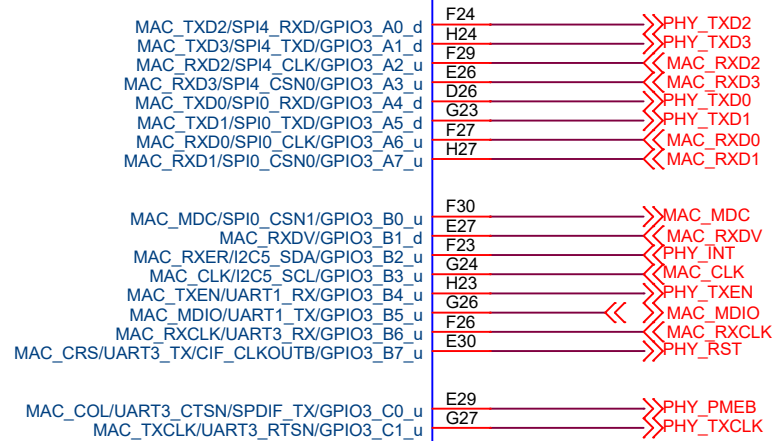 MAC_TXD2/SPI4_RXD/GPIO3_A0_d F24 PHY_TXD2
MAC_TXD3/SPI4_TXD/GPIO3_A1_d H24 PHY_TXD3
MAC_RXD2/SPI4_CLK/GPIO3_A2_u F29 MAC_RXD2
MAC_RXD3/SPI4_CSN0/GPIO3_A3_u E26 MAC_RXD3
MAC_TXD0/SPI0_RXD/GPIO3_A4_d D26 PHY_TXD0
MAC_TXD1/SPI0_TXD/GPIO3_A5_d G23 PHY_TXD1
MAC_RXD0/SPI0_CLK/GPIO3_A6_u F27 MAC_RXD0
MAC_RXD1/SPI0_CSN0/GPIO3_A7_u H27 MAC_RXD1
MAC_MDC/SPI0_CSN1/GPIO3_B0_u F30 MAC_MDC
MAC_RXDV/GPIO3_B1_d E27 MAC_RXDV
MAC_RXER/I2C5_SDA/GPIO3_B2_u F23 PHY_INT
MAC_CLK/I2C5_SCL/GPIO3_B3_u G24 MAC_CLK
MAC_TXEN/UART1_RX/GPIO3_B4_u H23 PHY_TXEN
MAC_MDIO/UART1_TX/GPIO3_B5_u G26 MAC_MDIO
MAC_RXCLK/UART3_RX/GPIO3_B6_u F26 MAC_RXCLK
MAC_CRS/UART3_TX/CIF_CLKOUTB/GPIO3_B7_u E30 PHY_RST
MAC_COL/UART3_CTSN/SPDIF_TX/GPIO3_C0_u E29 PHY_PMEB
MAC_TXCLK/UART3_RTSN/GPIO3_C1_u G27 PHY_TXCLK